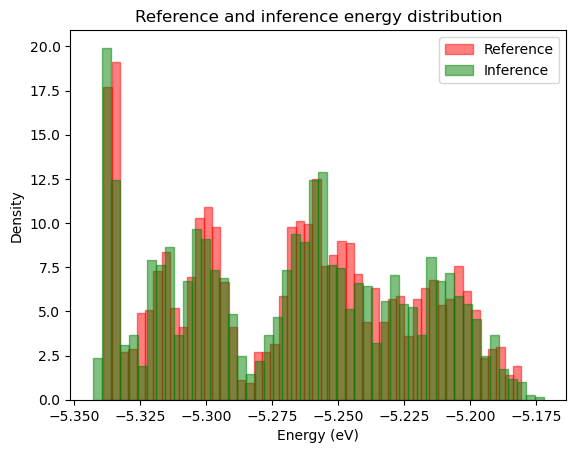 Reference and inference energy distribution
20.0
17.5
15.0
12.5
10.0
7.5
5.0
2.5
0.0
Density
Reference
Inference
−5.350 −5.325 −5.300 −5.275 −5.250 −5.225 −5.200 −5.175
Energy (eV)